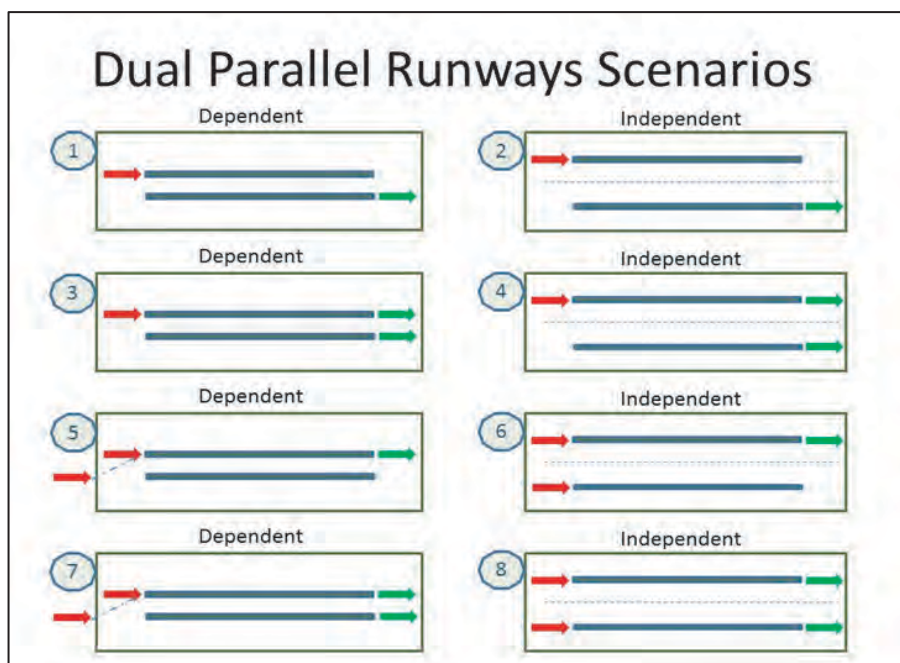 Dual Parallel Runways Scenarios
Dependent
Independent
1
2
Dependent
Independent
3
4
Dependent
Independent
5
6
Dependent
Independent
7
8